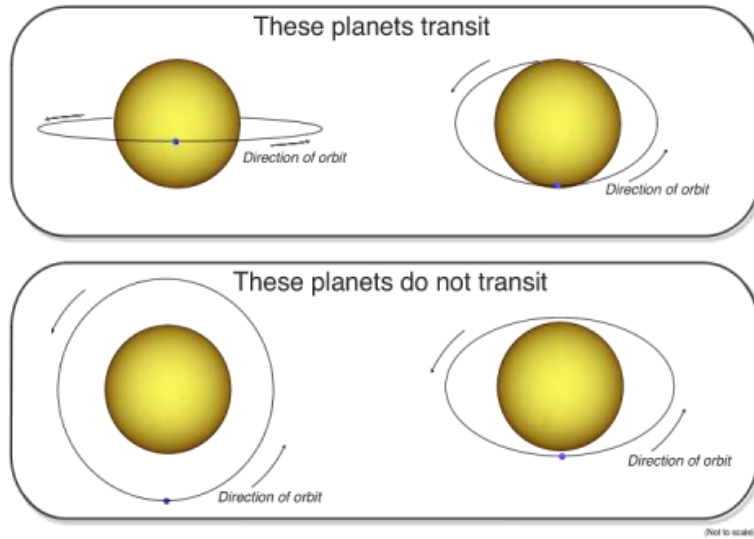 These planets transit
Direction of orbit
Direction of orbit
These planets do not transit
Direction of orbit
Direction of orbit
(Not to scale)